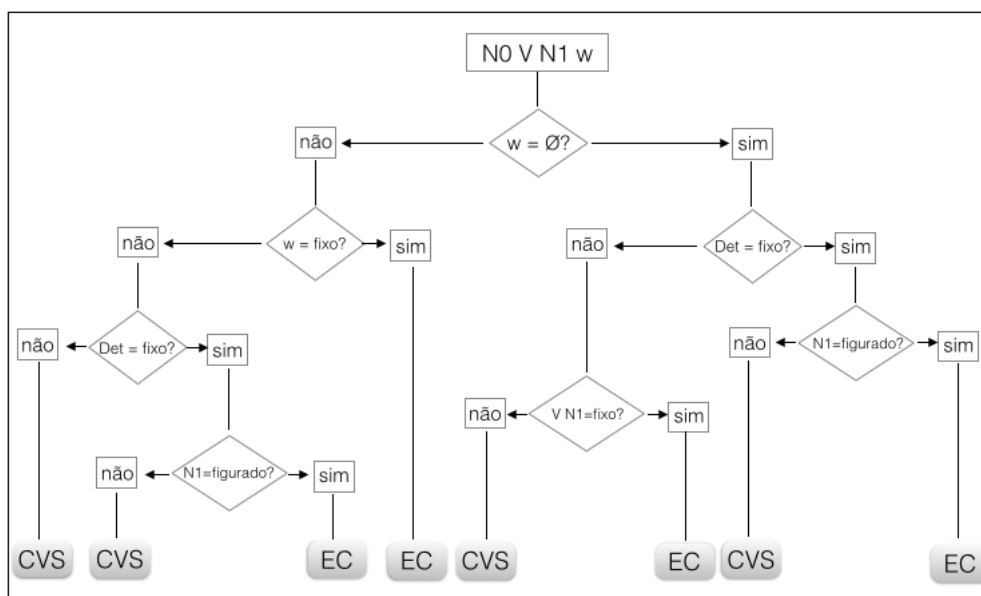 N0 V N1 w
não
w = Ø?
sim
não
w = fixo?
sim
não
Det = fixo?
sim
não
Det = fixo?
sim
não
N1=figurado?
sim
não
V N1=fixo?
sim
não
N1=figurado?
sim
CVS
CVS
EC
EC
CVS
EC
CVS
EC